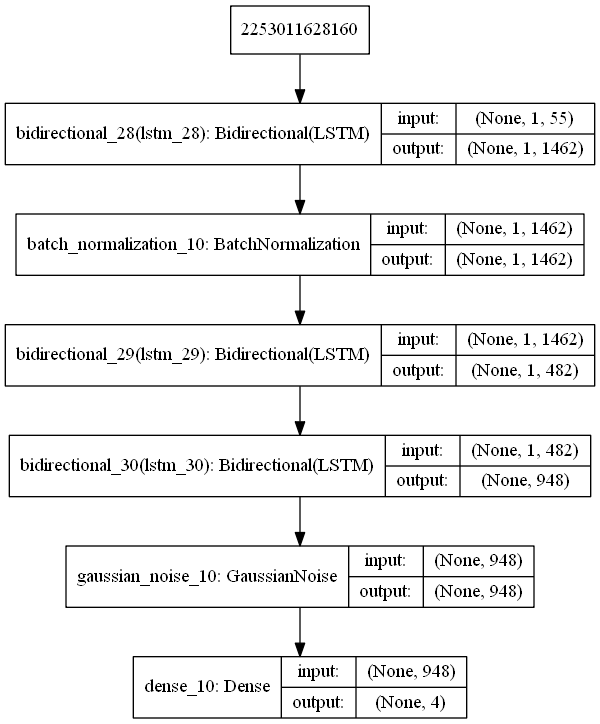 2253011628160
bidirectional_28(lstm_28): Bidirectional(LSTM)
input: (None, 1, 55)
output: (None, 1, 1462)
batch_normalization_10: BatchNormalization
input: (None, 1, 1462)
output: (None, 1, 1462)
bidirectional_29(lstm_29): Bidirectional(LSTM)
input: (None, 1, 1462)
output: (None, 1, 482)
bidirectional_30(lstm_30): Bidirectional(LSTM)
input: (None, 1, 482)
output: (None, 948)
gaussian_noise_10: GaussianNoise
input: (None, 948)
output: (None, 948)
dense_10: Dense
input: (None, 948)
output: (None, 4)